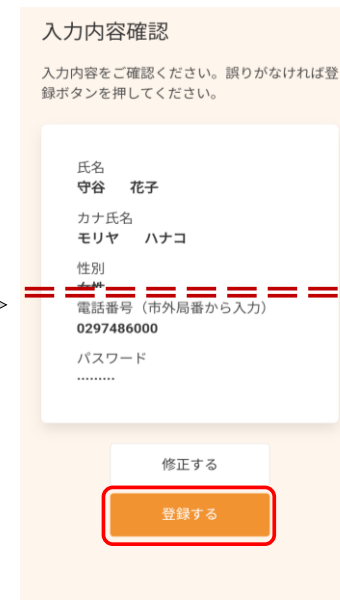 入力内容確認
入力内容をご確認ください。誤りがなければ登
録ボタンを押してください。
氏名
守谷　花子
カナ氏名
モリヤ　ハナコ
性別
電話番号（市外局番から入力）
0297486000
パスワード
·········
修正する
登録する